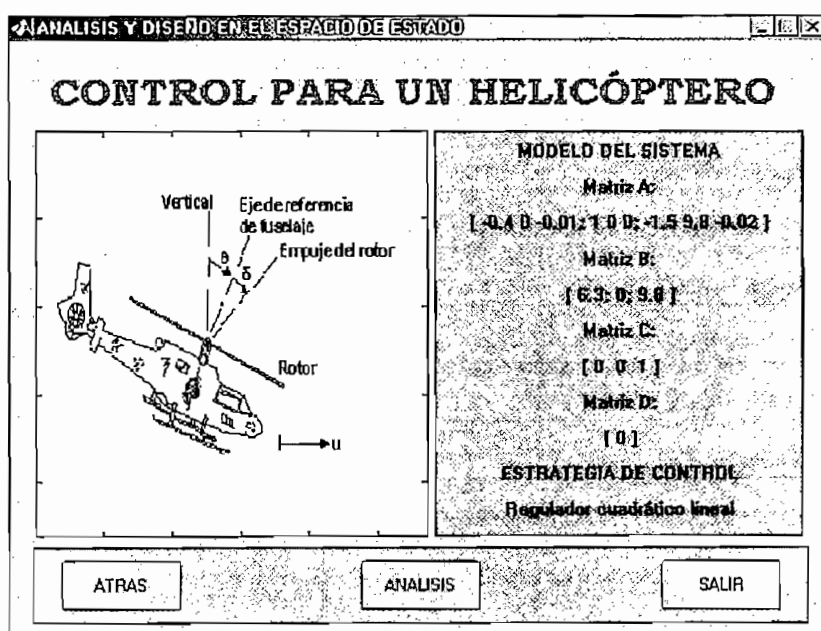 ANALISIS Y DISEÑO EN EL ESPACIO DE ESTADO
CONTROL PARA UN HELICÓPTERO
Vertical
Eje de referencia
de fuselaje
Empuje del rotor
θ
δ
Rotor
u
MODELO DEL SISTEMA
Matriz A:
[ -0.4 0 -0.01; 1 0 0; -1.5 9.8 -0.02 ]
Matriz B:
[ 6.3; 0; 9.8 ]
Matriz C:
[ 0 0 1 ]
Matriz D:
[ 0 ]
ESTRATEGIA DE CONTROL
Regulador cuadrático lineal
ATRAS
ANALISIS
SALIR